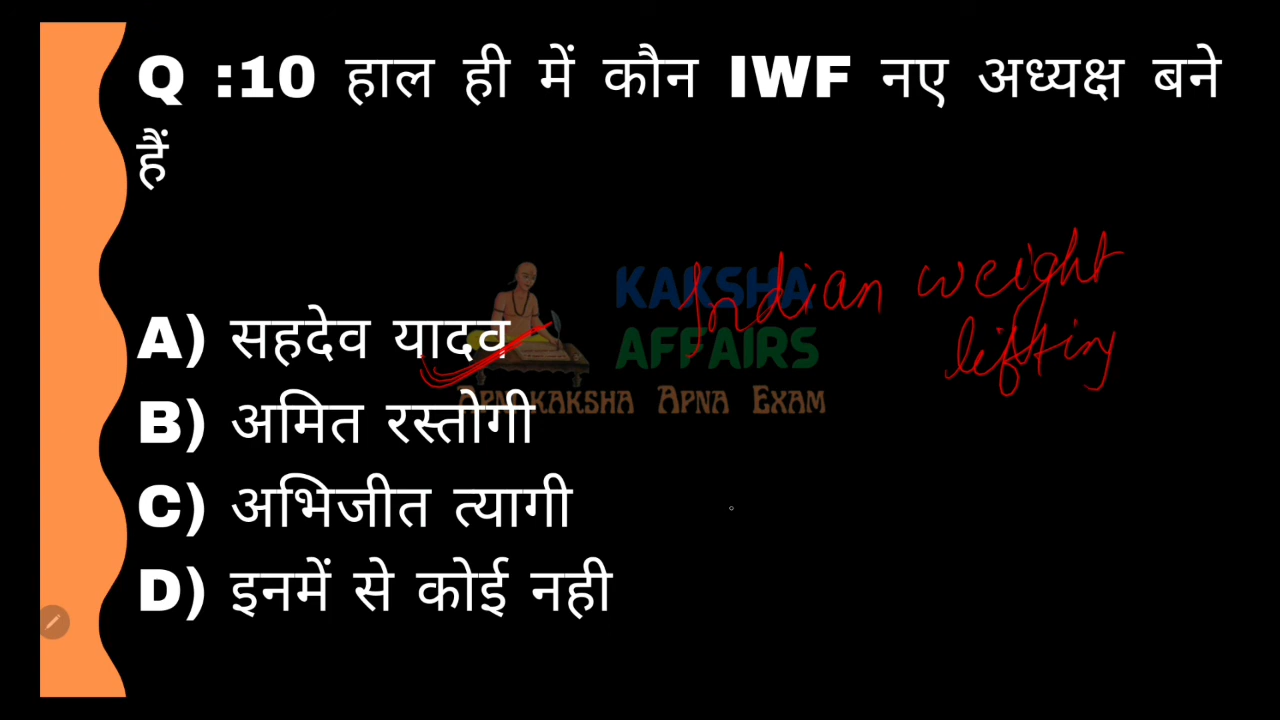 Q :10 हाल ही में कौन IWF नए अध्यक्ष बने
हैं
Indian weight
lifting
KAKSHA
AFFAIRS
APNA KAKSHA APNA EXAM
A) सहदेव यादव
B) अमित रस्तोगी
C) अभिजीत त्यागी
D) इनमें से कोई नही